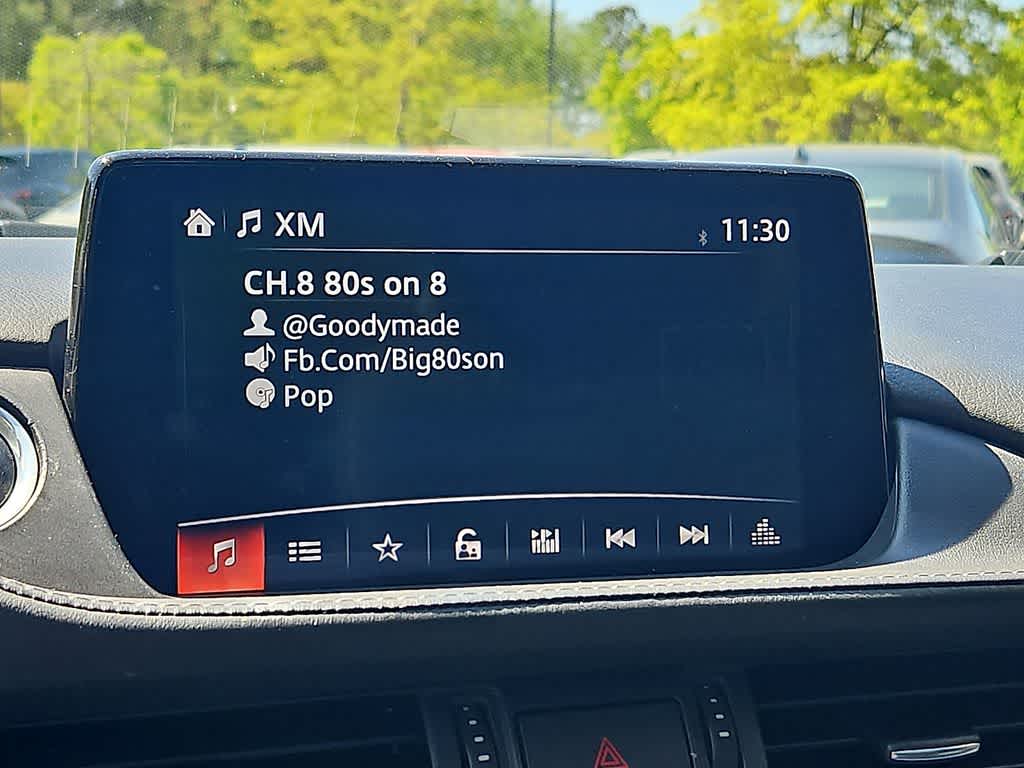 XM
11:30
CH.8 80s on 8
@Goodymade
Fb.Com/Big80son
Pop